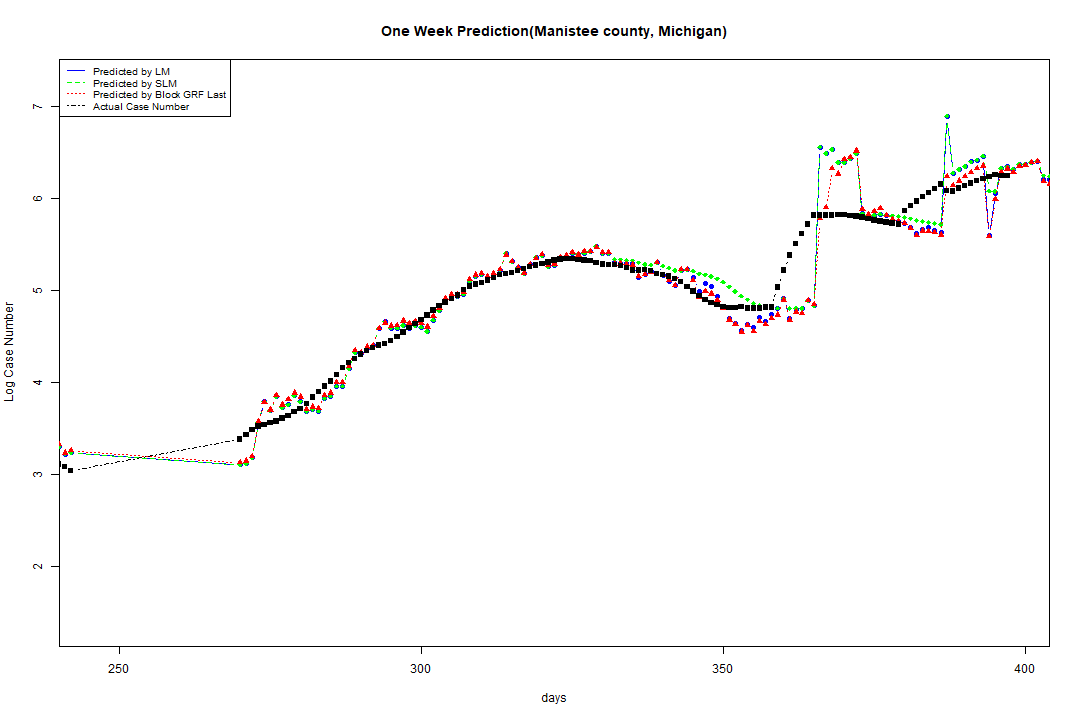 One Week Prediction(Manistee county, Michigan)
Predicted by LM
Predicted by SLM
Predicted by Block GRF Last
Actual Case Number
7
6
5
4
3
2
Log Case Number
250 300 350 400
days